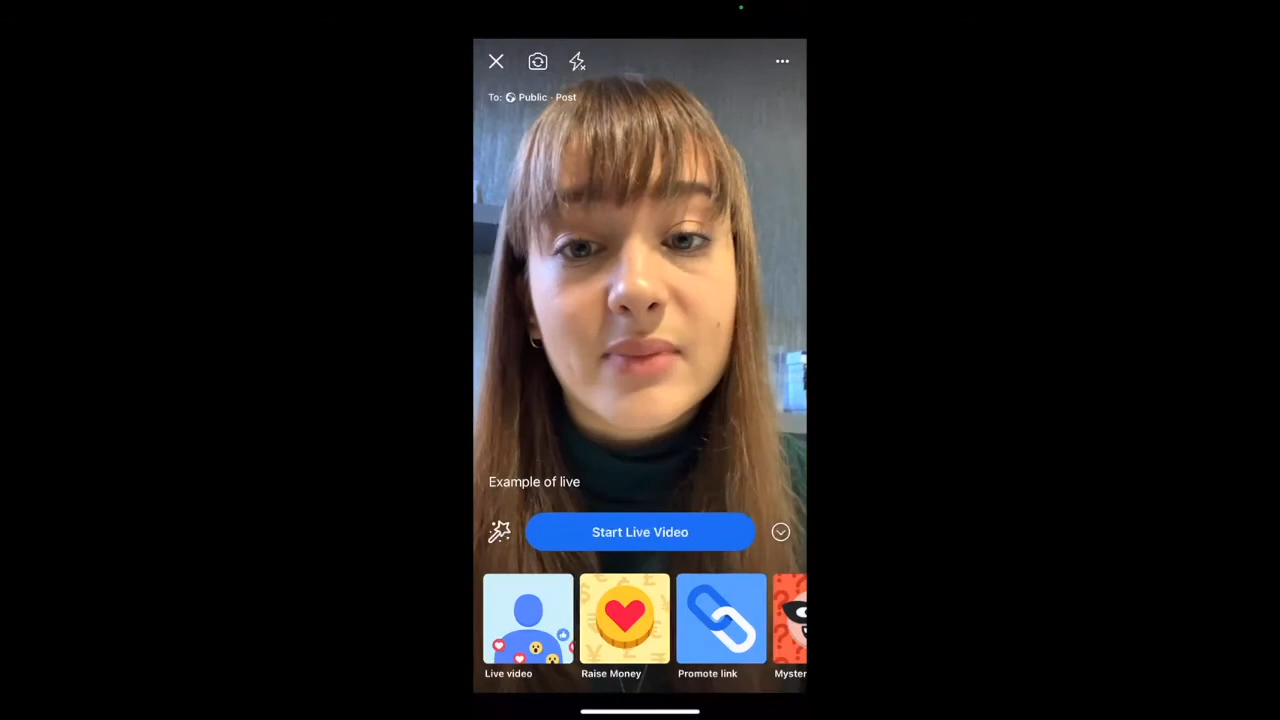 To: Public · Post
Example of live
Start Live Video
Live video
Raise Money
Promote link
Myster